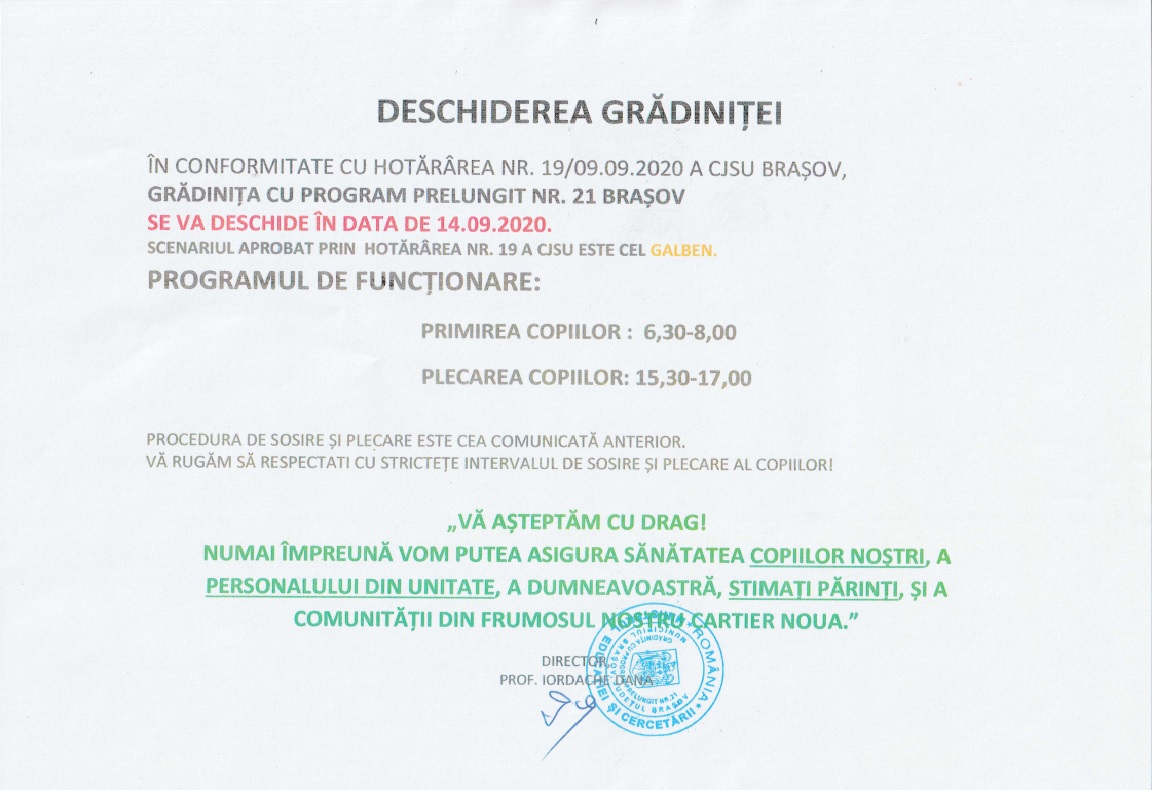 DESCHIDEREA GRĂDINIȚEI
ÎN CONFORMITATE CU HOTĂRÂREA NR. 19/09.09.2020 A CJSU BRAȘOV,
GRĂDINIȚA CU PROGRAM PRELUNGIT NR. 21 BRAȘOV
SE VA DESCHIDE ÎN DATA DE 14.09.2020.
SCENARIUL APROBAT PRIN HOTĂRÂREA NR. 19 A CJSU ESTE CEL GALBEN.
PROGRAMUL DE FUNCȚIONARE:
PRIMIREA COPIILOR : 6,30-8,00
PLECAREA COPIILOR: 15,30-17,00
PROCEDURA DE SOSIRE ȘI PLECARE ESTE CEA COMUNICATĂ ANTERIOR.
VĂ RUGĂM SĂ RESPECTATI CU STRICTEȚE INTERVALUL DE SOSIRE ȘI PLECARE AL COPIILOR!
„VĂ AȘTEPTĂM CU DRAG!
NUMAI ÎMPREUNĂ VOM PUTEA ASIGURA SĂNĂTATEA COPIILOR NOȘTRI, A
PERSONALULUI DIN UNITATE, A DUMNEAVOASTRĂ, STIMAȚI PĂRINȚI, ȘI A
COMUNITĂȚII DIN FRUMOSUL NOSTRU CARTIER NOUA.”
DIRECTOR,
PROF. IORDACHE DANA
ROMÂNIA * MINISTERUL EDUCAȚIEI ȘI CERCETĂRII *
MUNICIPIUL BRAȘOV JUDEȚUL BRAȘOV
GRĂDINIȚA CU PROGRAM PRELUNGIT NR.21